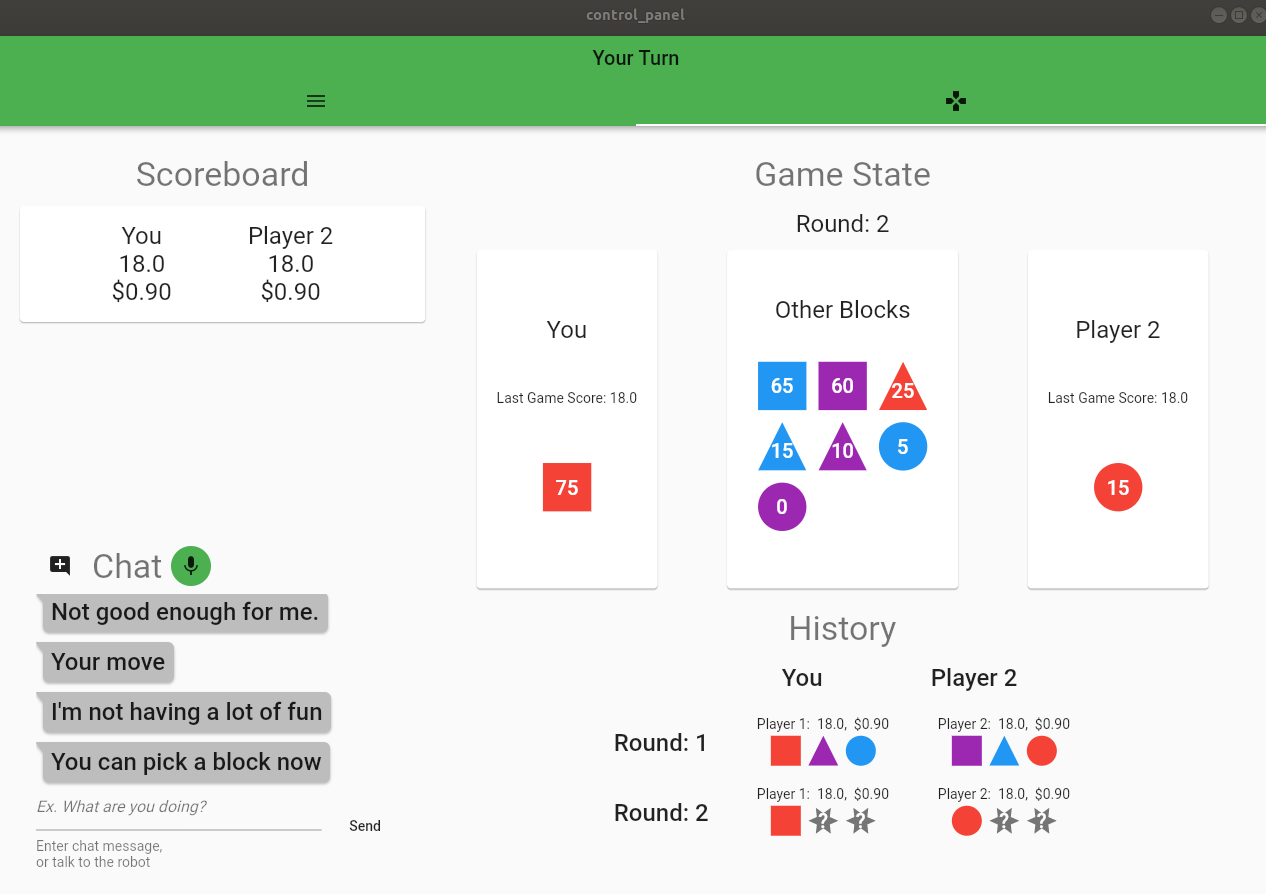 control_panel
Your Turn
Scoreboard
You Player 2
18.0 18.0
$0.90 $0.90
Game State
Round: 2
You
Last Game Score: 18.0
75
Other Blocks
65 60 25
15 10 5
0
Player 2
Last Game Score: 18.0
15
Chat
Not good enough for me.
Your move
I'm not having a lot of fun
You can pick a block now
Ex. What are you doing?
Send
Enter chat message,
or talk to the robot
History
You Player 2
Player 1: 18.0, $0.90 Player 2: 18.0, $0.90
Round: 1
Player 1: 18.0, $0.90 Player 2: 18.0, $0.90
Round: 2
? ? ? ?